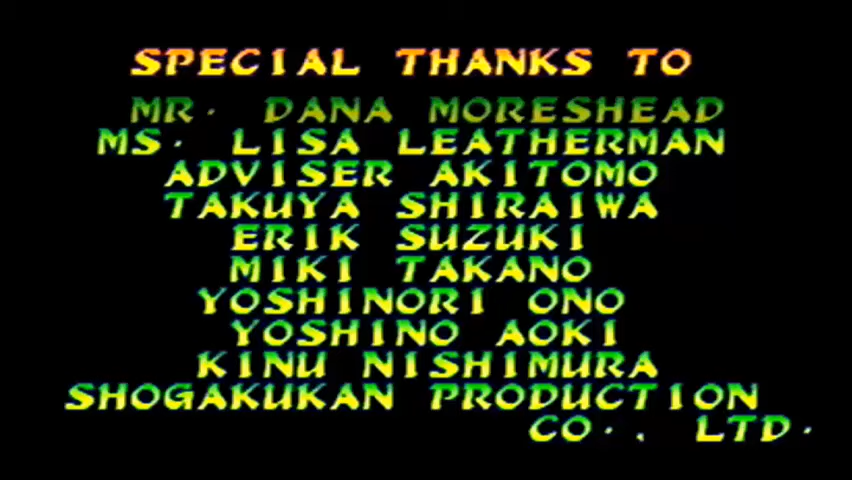 SPECIAL THANKS TO
MR. DANA MORESHEAD
MS. LISA LEATHERMAN
ADVISER AKITOMO
TAKUYA SHIRAIWA
ERIK SUZUKI
MIKI TAKANO
YOSHINORI ONO
YOSHINO AOKI
KINU NISHIMURA
SHOGAKUKAN PRODUCTION
CO., LTD.